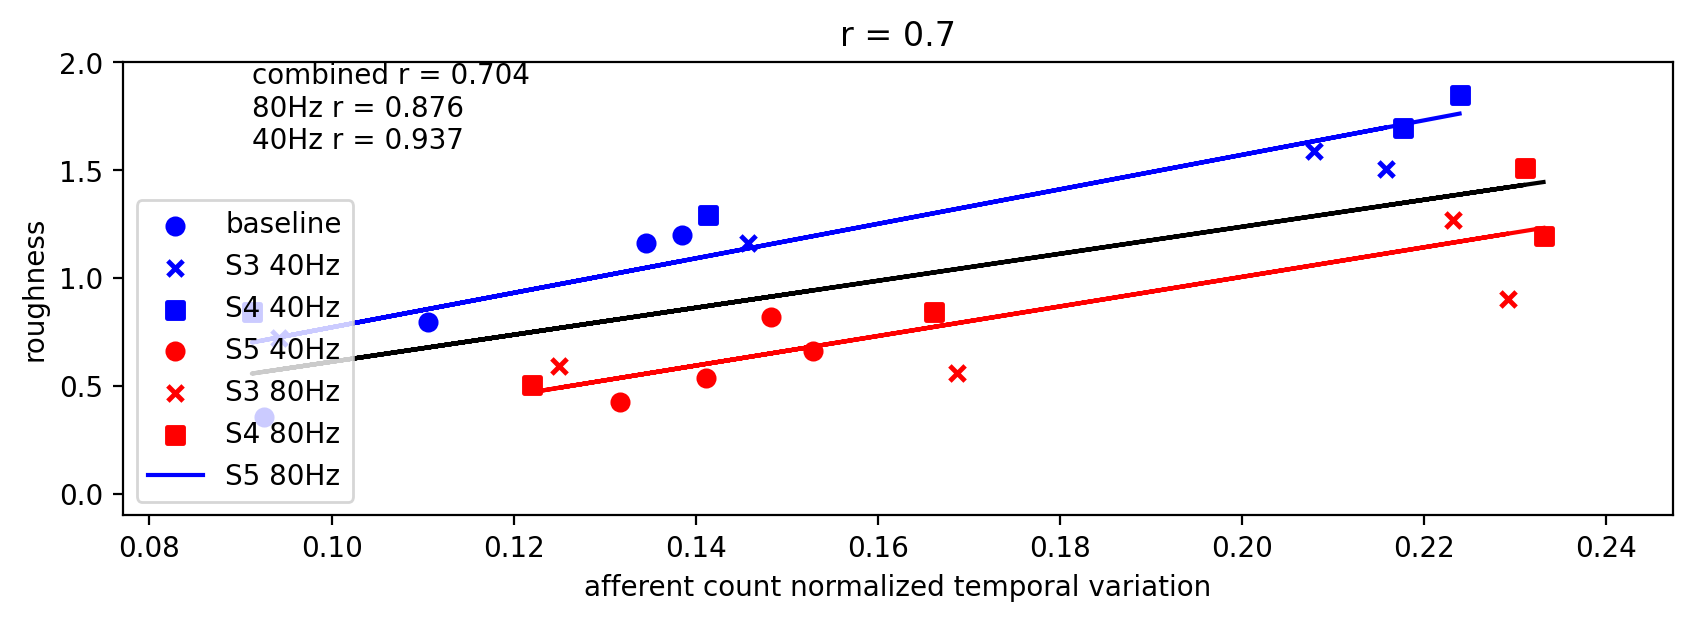 r = 0.7
combined r = 0.704
80Hz r = 0.876
40Hz r = 0.937
2.0
1.5
1.0
0.5
0.0
roughness
baseline
S3 40Hz
S4 40Hz
S5 40Hz
S3 80Hz
S4 80Hz
S5 80Hz
0.08 0.10 0.12 0.14 0.16 0.18 0.20 0.22 0.24
afferent count normalized temporal variation